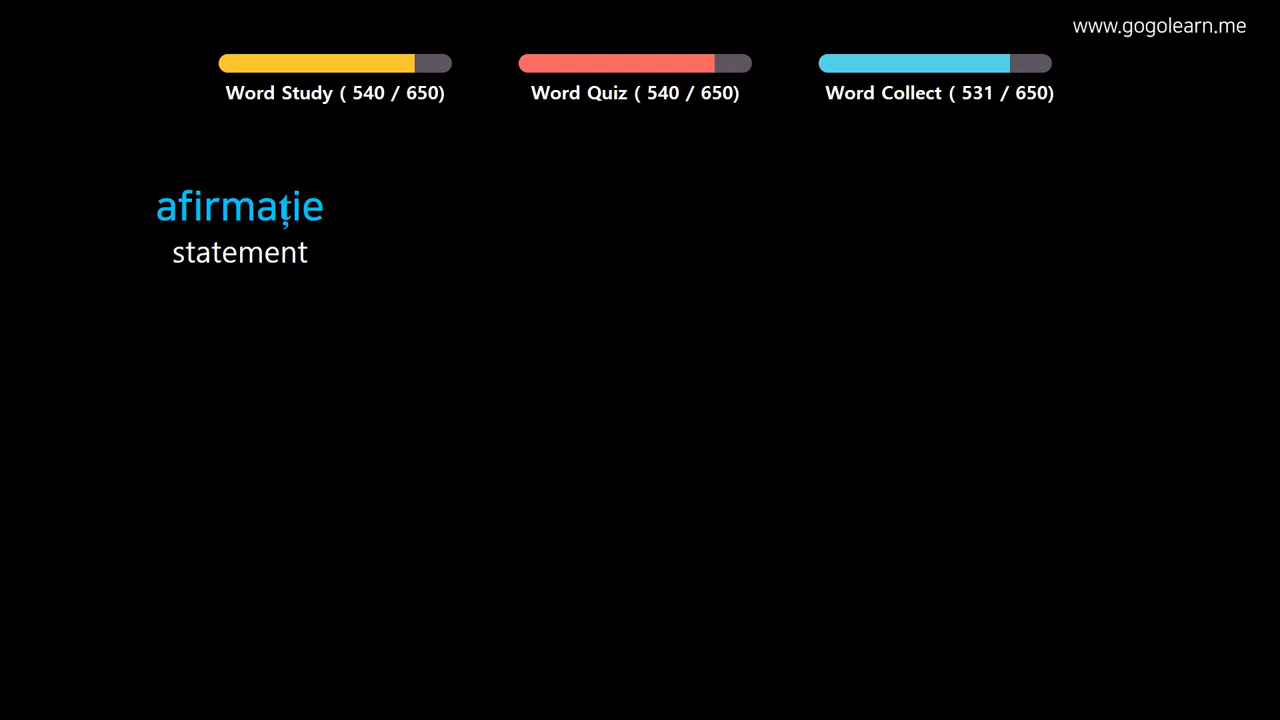 www.gogolearn.me
Word Study ( 540 / 650)
Word Quiz ( 540 / 650)
Word Collect ( 531 / 650)
afirmație
statement